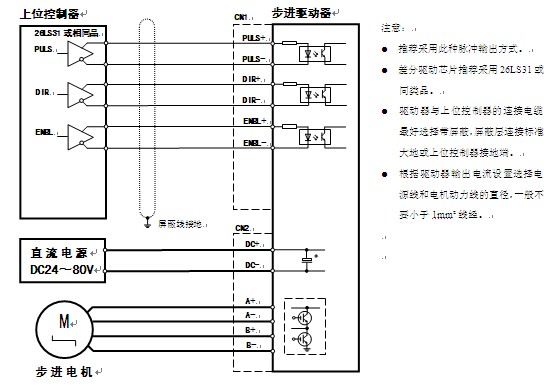 上位控制器
步进驱动器
26LS31 或相同品
CN1
PULS
PULS+
PULS-
DIR
DIR+
DIR-
ENBL
ENBL+
ENBL-
屏蔽线接地
CN2
直流电源
DC24～80V
DC+
DC-
M
A+
A-
B+
B-
步进电机
注意:
● 推荐采用此种脉冲输出方式。
● 差分驱动芯片推荐采用 26LS31 或
同类品。
● 驱动器与上位控制器的连接电缆
最好选择带屏蔽,屏蔽层连接标准
大地或上位控制器接地端。
● 根据驱动器输出电流设置选择电
源线和电机动力线的直径,一般不
要小于 1mm² 线经。